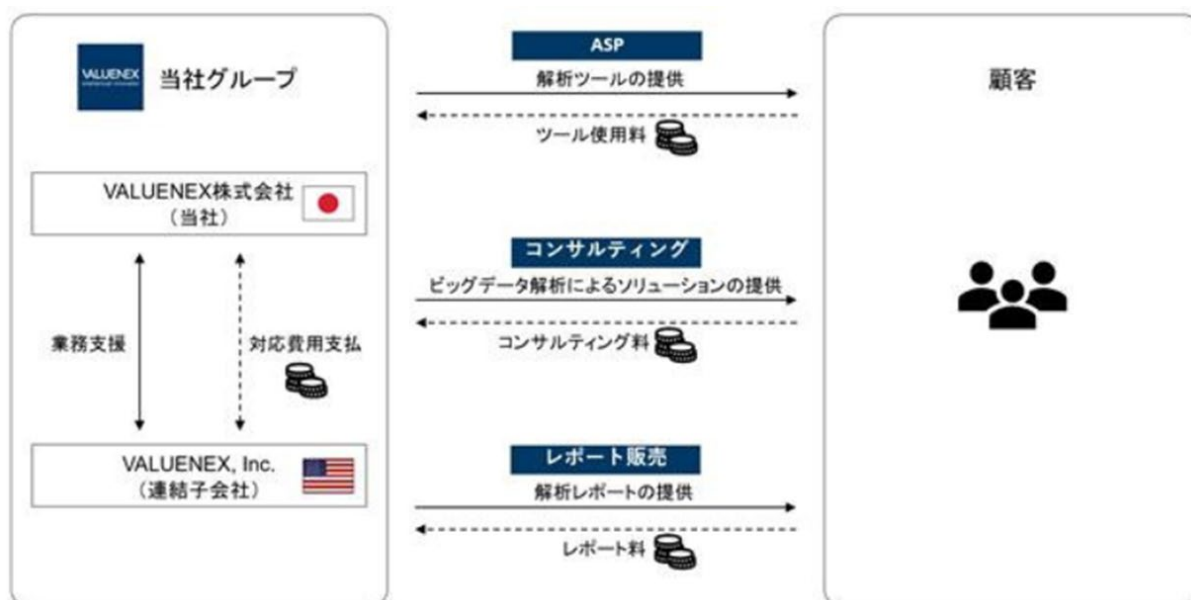 VALUENEX
当社グループ
VALUENEX株式会社
（当社）
業務支援
対応費用支払
VALUENEX, Inc.
（連結子会社）
ASP
解析ツールの提供
ツール使用料
コンサルティング
ビッグデータ解析によるソリューションの提供
コンサルティング料
レポート販売
解析レポートの提供
レポート料
顧客